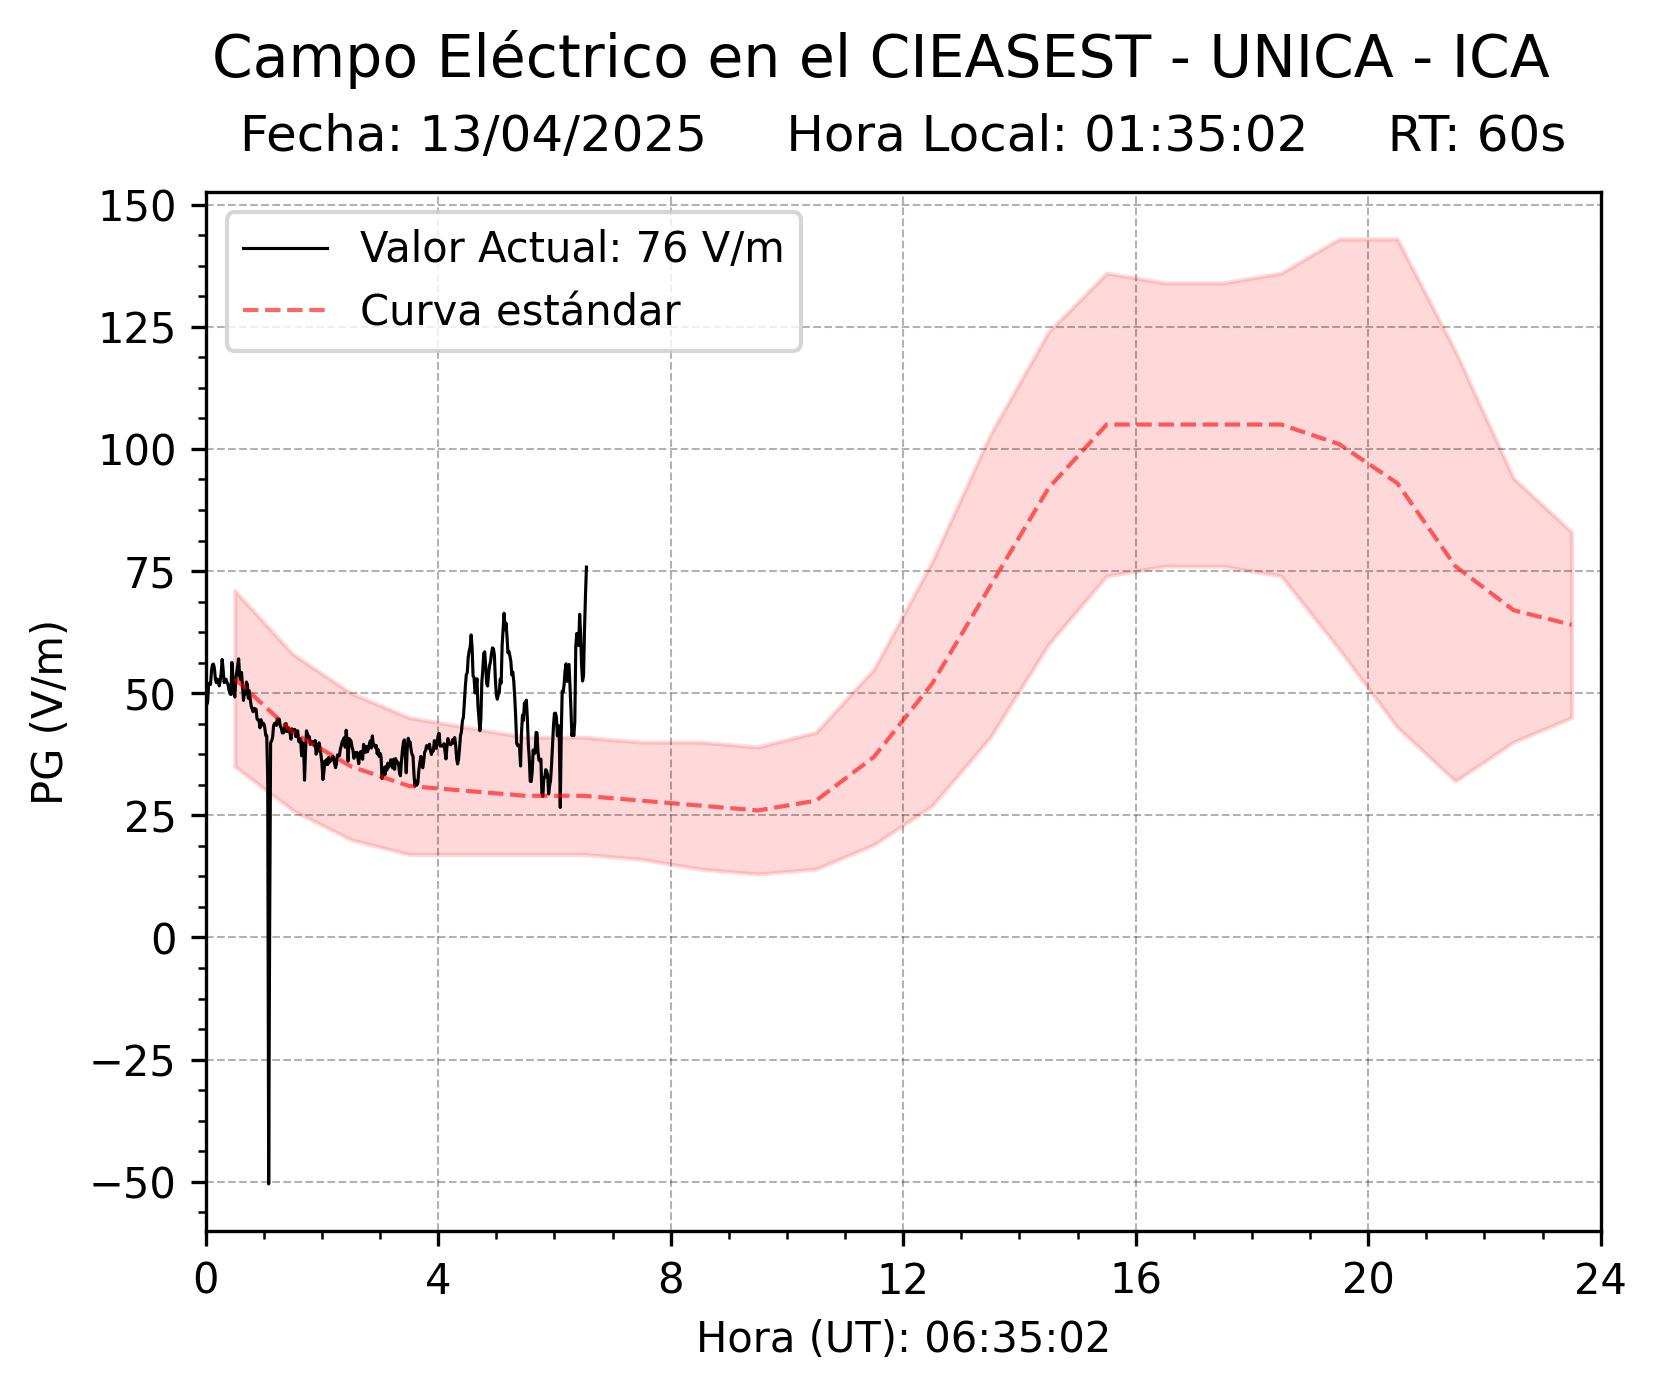 Campo Eléctrico en el CIEASEST - UNICA - ICA
Fecha: 13/04/2025 Hora Local: 01:35:02 RT: 60s
Valor Actual: 76 V/m
Curva estándar
PG (V/m)
150
125
100
75
50
25
0
−25
−50
0 4 8 12 16 20 24
Hora (UT): 06:35:02